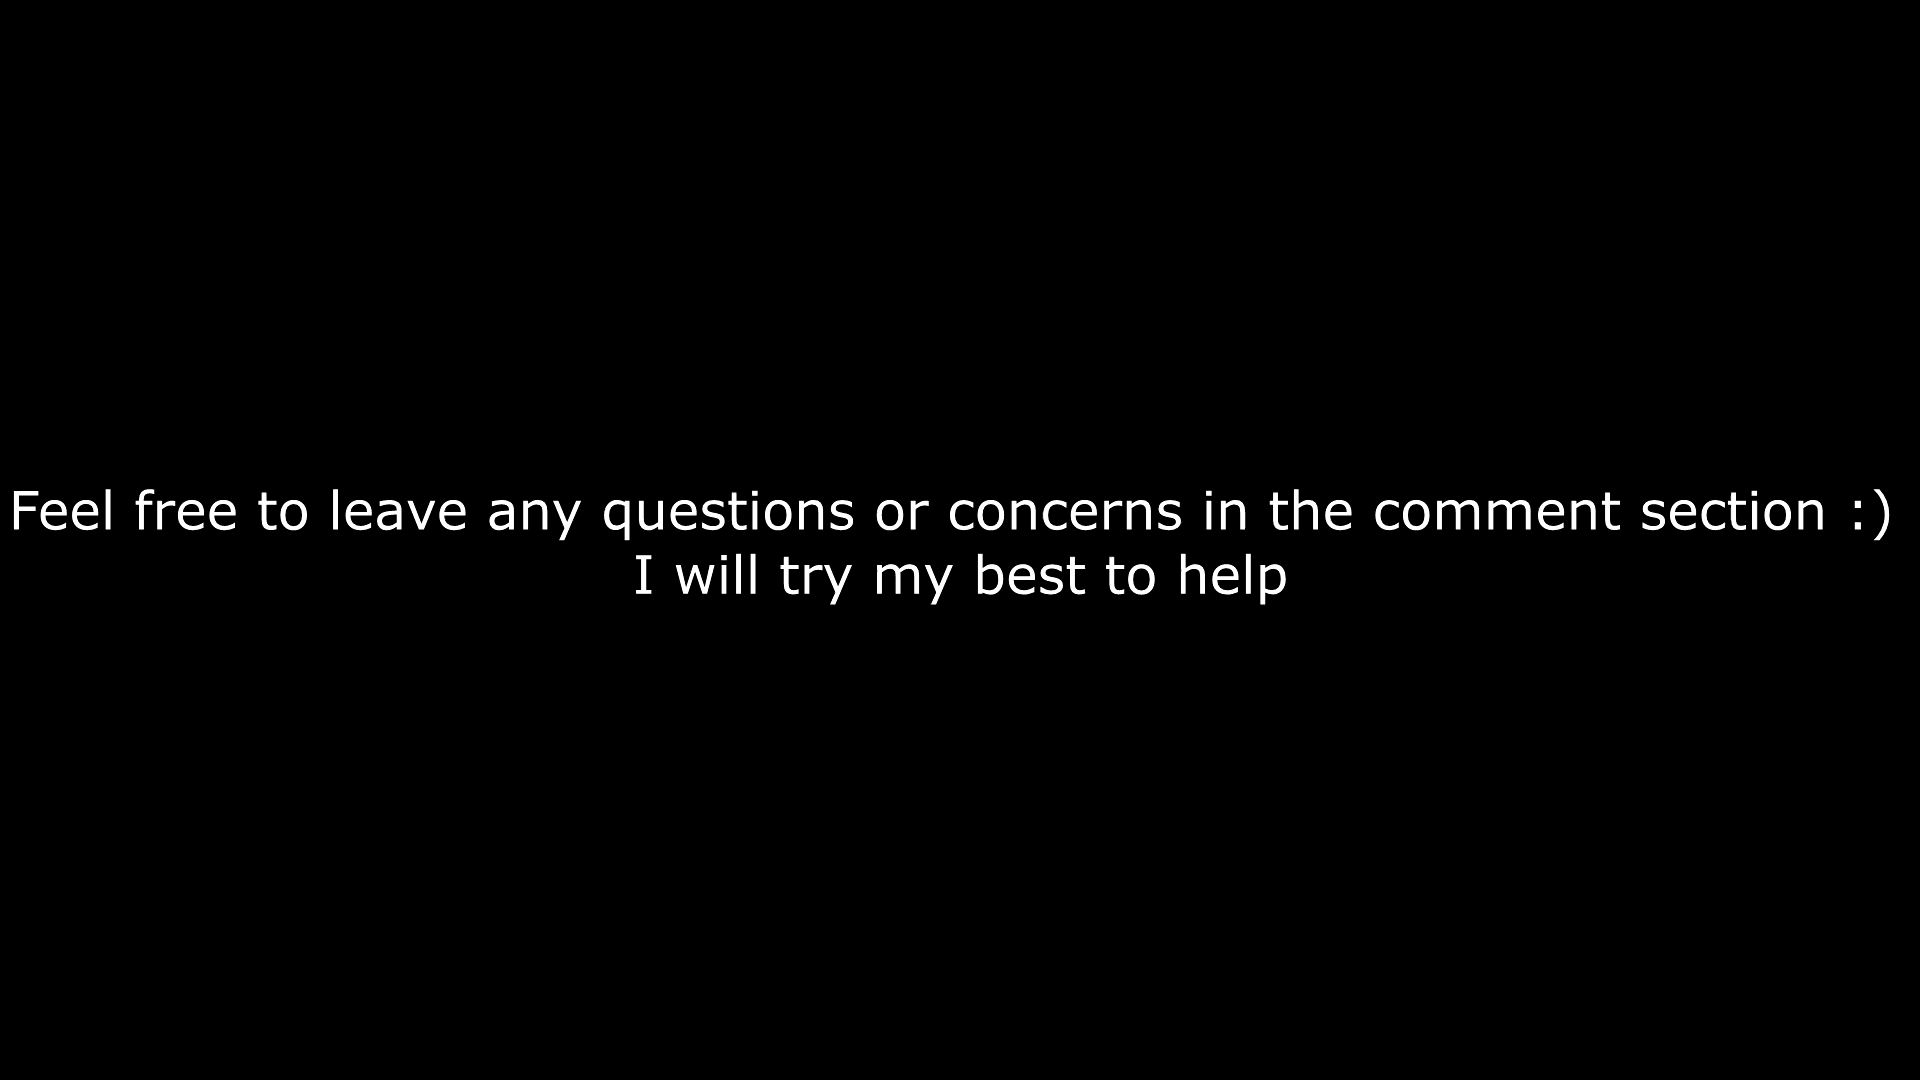 Feel free to leave any questions or concerns in the comment section :)
I will try my best to help